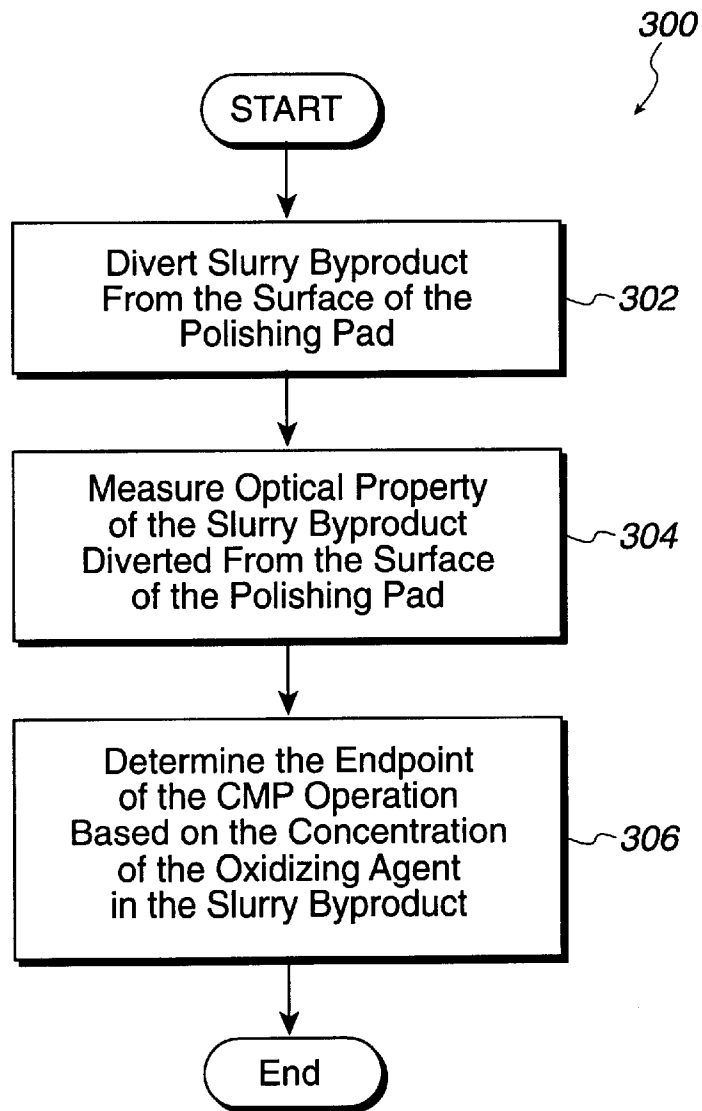 300
START
Divert Slurry Byproduct
From the Surface of the
Polishing Pad
302
Measure Optical Property
of the Slurry Byproduct
Diverted From the Surface
of the Polishing Pad
304
Determine the Endpoint
of the CMP Operation
Based on the Concentration
of the Oxidizing Agent
in the Slurry Byproduct
306
End